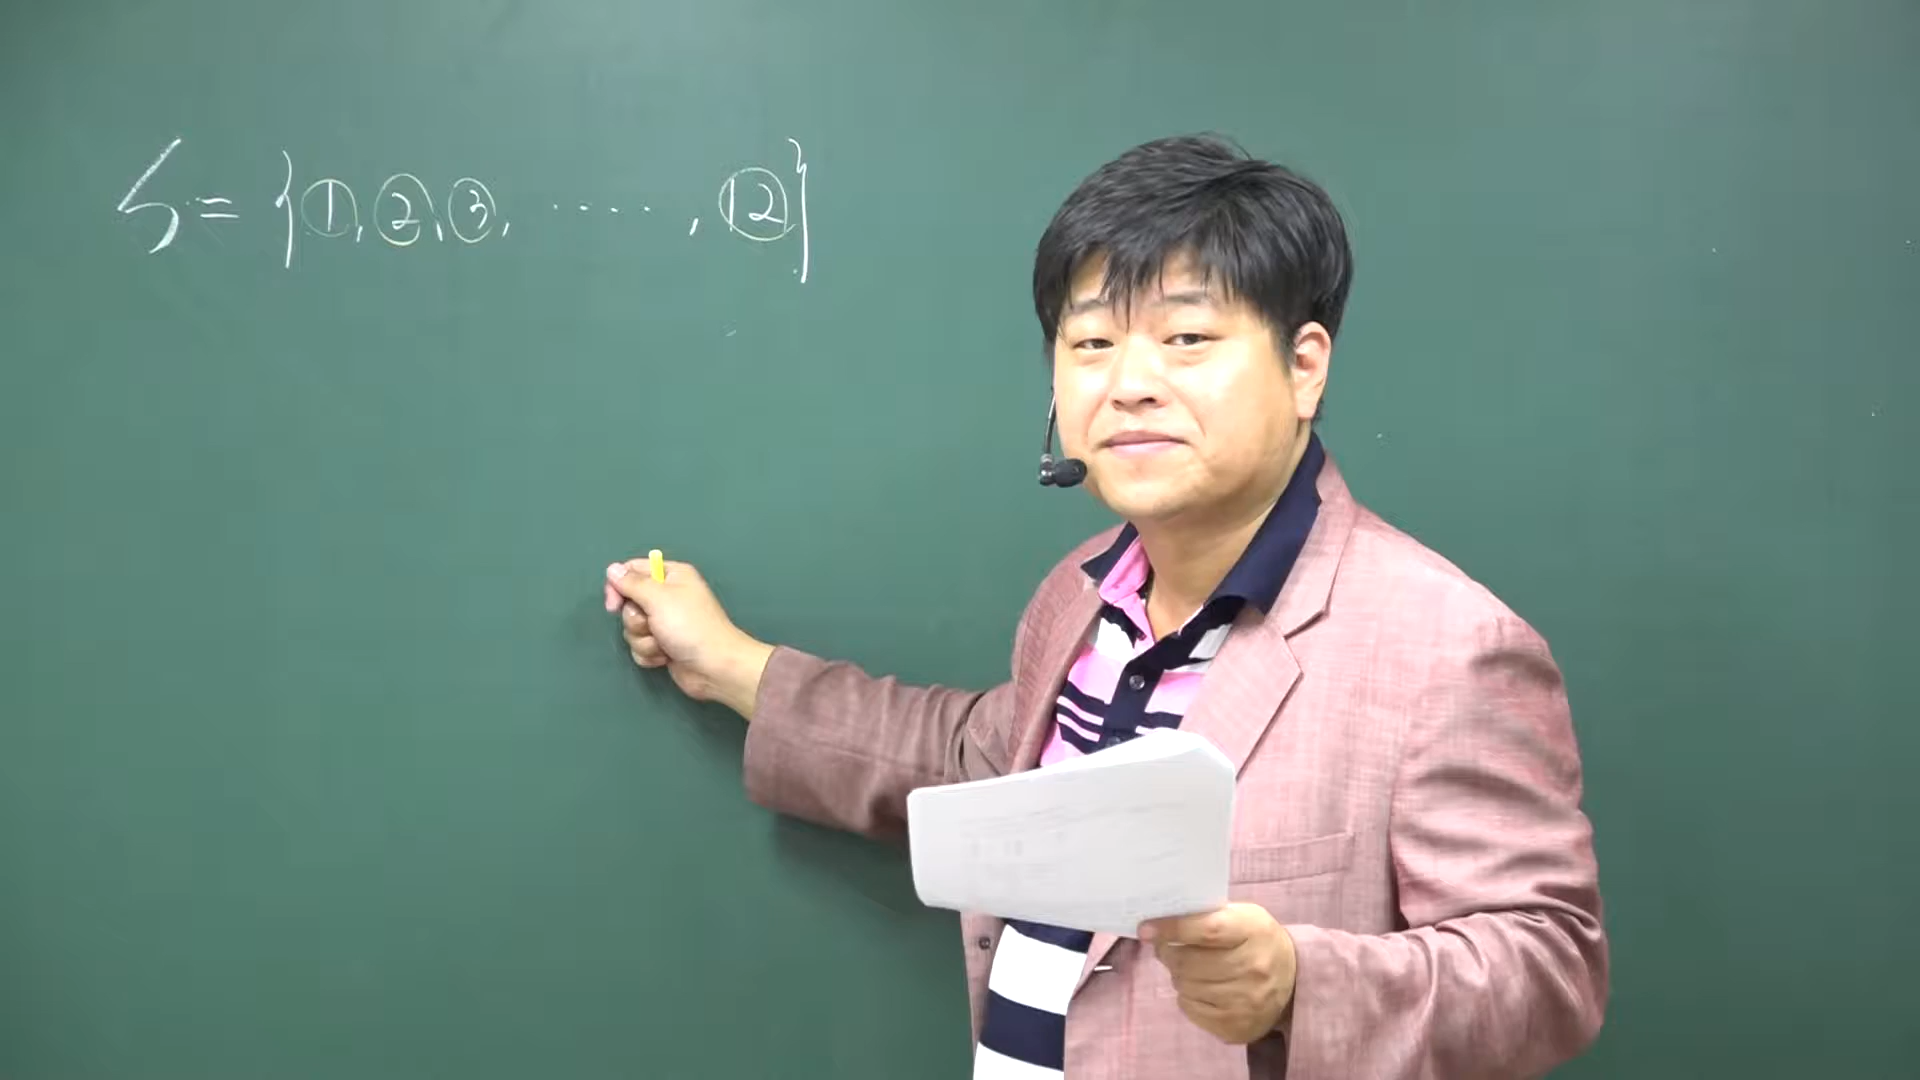 S = {①, ②, ③, ‥‥, ⑫}